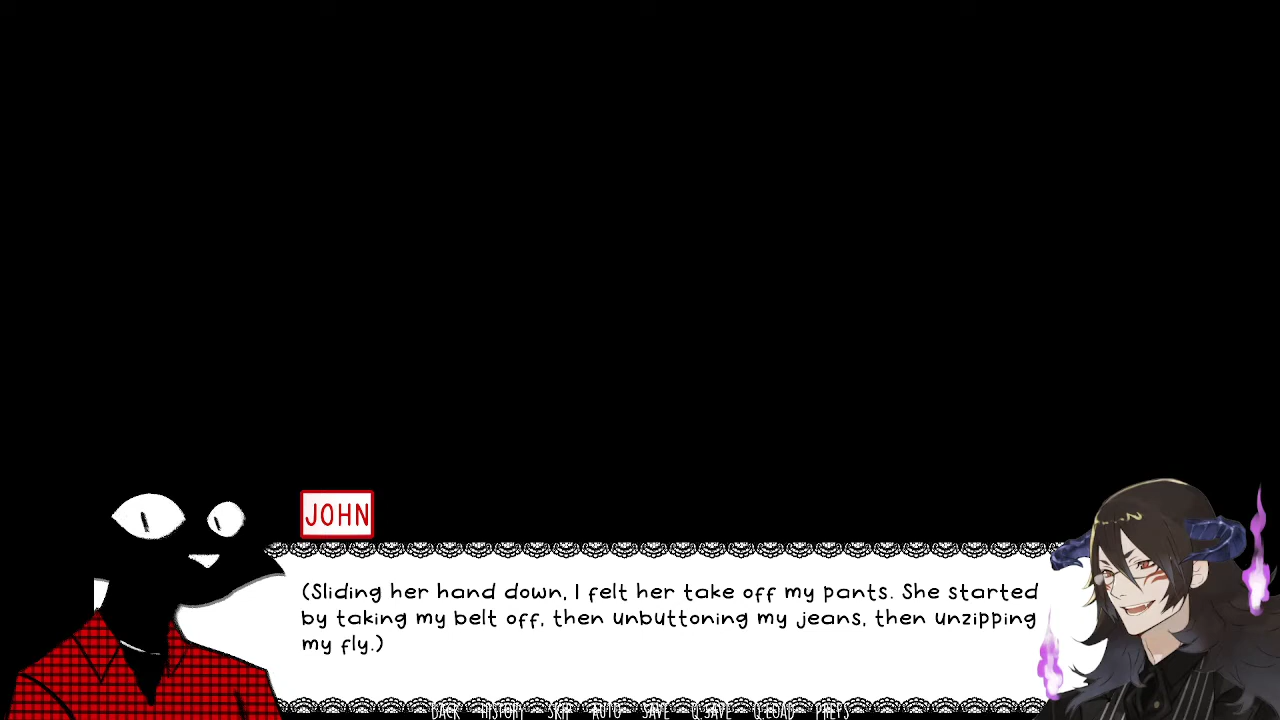 JOHN
(Sliding her hand down, I felt her take off my pants. She started
by taking my belt off, then unbuttoning my jeans, then unzipping
my fly.)
BACK HISTORY SKIP AUTO SAVE Q.SAVE Q.LOAD PREFS